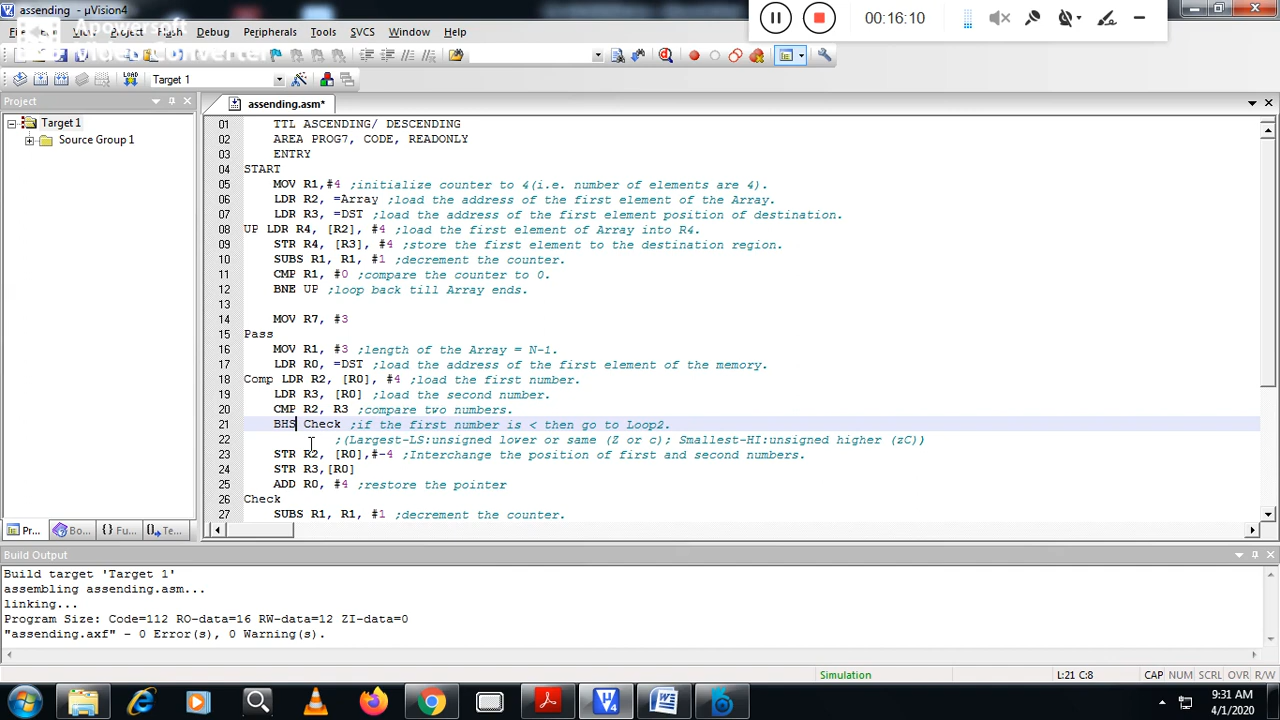 assending - µVision4
Apowersoft
Video Converter
00:16:10
Project Flash Debug Peripherals Tools SVCS Window Help
Target 1
Project
assending.asm*
Target 1
Source Group 1
01 TTL ASCENDING/ DESCENDING
02 AREA PROG7, CODE, READONLY
03 ENTRY
04 START
05 MOV R1,#4 ;initialize counter to 4(i.e. number of elements are 4).
06 LDR R2, =Array ;load the address of the first element of the Array.
07 LDR R3, =DST ;load the address of the first element position of destination.
08 UP LDR R4, [R2], #4 ;load the first element of Array into R4.
09 STR R4, [R3], #4 ;store the first element to the destination region.
10 SUBS R1, R1, #1 ;decrement the counter.
11 CMP R1, #0 ;compare the counter to 0.
12 BNE UP ;loop back till Array ends.
13
14 MOV R7, #3
15 Pass
16 MOV R1, #3 ;length of the Array = N-1.
17 LDR R0, =DST ;load the address of the first element of the memory.
18 Comp LDR R2, [R0], #4 ;load the first number.
19 LDR R3, [R0] ;load the second number.
20 CMP R2, R3 ;compare two numbers.
21 BHS Check ;if the first number is < then go to Loop2.
22 ;(Largest-LS:unsigned lower or same (Z or c); Smallest-HI:unsigned higher (zC))
23 STR R2, [R0],#-4 ;Interchange the position of first and second numbers.
24 STR R3,[R0]
25 ADD R0, #4 ;restore the pointer
26 Check
27 SUBS R1, R1, #1 ;decrement the counter.
Pr... Bo... {} Fu... Te...
Build Output
Build target 'Target 1'
assembling assending.asm...
linking...
Program Size: Code=112 RO-data=16 RW-data=12 ZI-data=0
"assending.axf" - 0 Error(s), 0 Warning(s).
Simulation L:21 C:8 CAP NUM SCRL OVR R/W
9:31 AM
4/1/2020